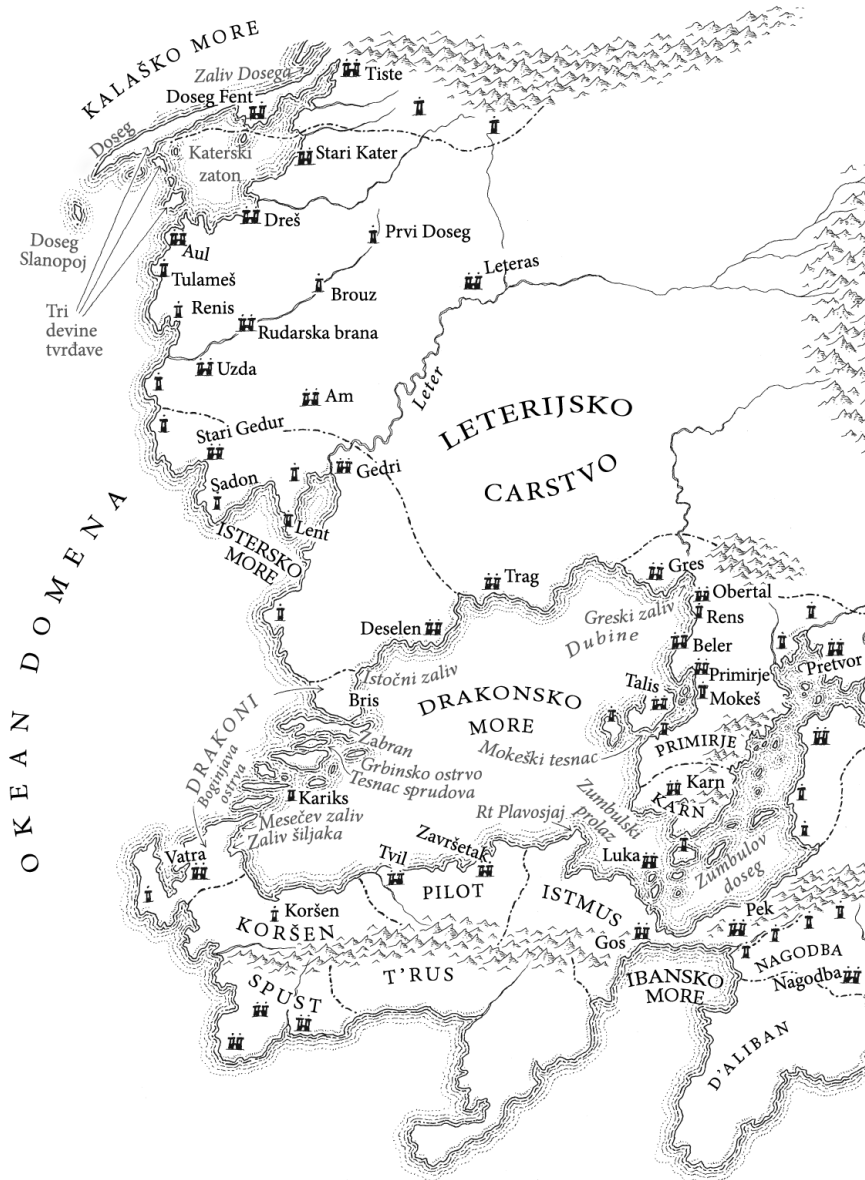 KALAŠKO MORE
Zaliv Dosega
Tiste
Doseg Fent
Doseg
Katerski
zaton
Stari Kater
Dreš
Prvi Doseg
Doseg
Slanopoj
Aul
Tulameš
Leteras
Renis
Brouz
Tri
devine
tvrđave
Rudarska brana
Uzda
Am
Leter
LETERIJSKO
CARSTVO
Stari Gedur
Gedri
Šadon
Lent
ISTERSKO
MORE
OKEAN DOMENA
Trag
Gres
Obertal
Greski zaliv
Rens
Dubine
Deselen
Beler
Pretvor
Istočni zaliv
Primirje
Bris
Talis
Mokeš
DRAKONSKO
MORE
DRAKONI
Boginjava
ostrva
Zabran
Mokeški tesnac
PRIMIRJE
Grbinsko ostrvo
Tesnac sprudova
Karn
KARN
Kariks
Mesečev zaliv
Zaliv šiljaka
Rt Plavosjaj
Zumbulski
prolaz
Vatra
Tvil
Završetak
Luka
Zumbulov
doseg
PILOT
ISTMUS
Koršen
KORŠEN
Pek
Gos
NAGODBA
T'RUS
IBANSKO
MORE
Nagodba
SPUST
D'ALIBAN